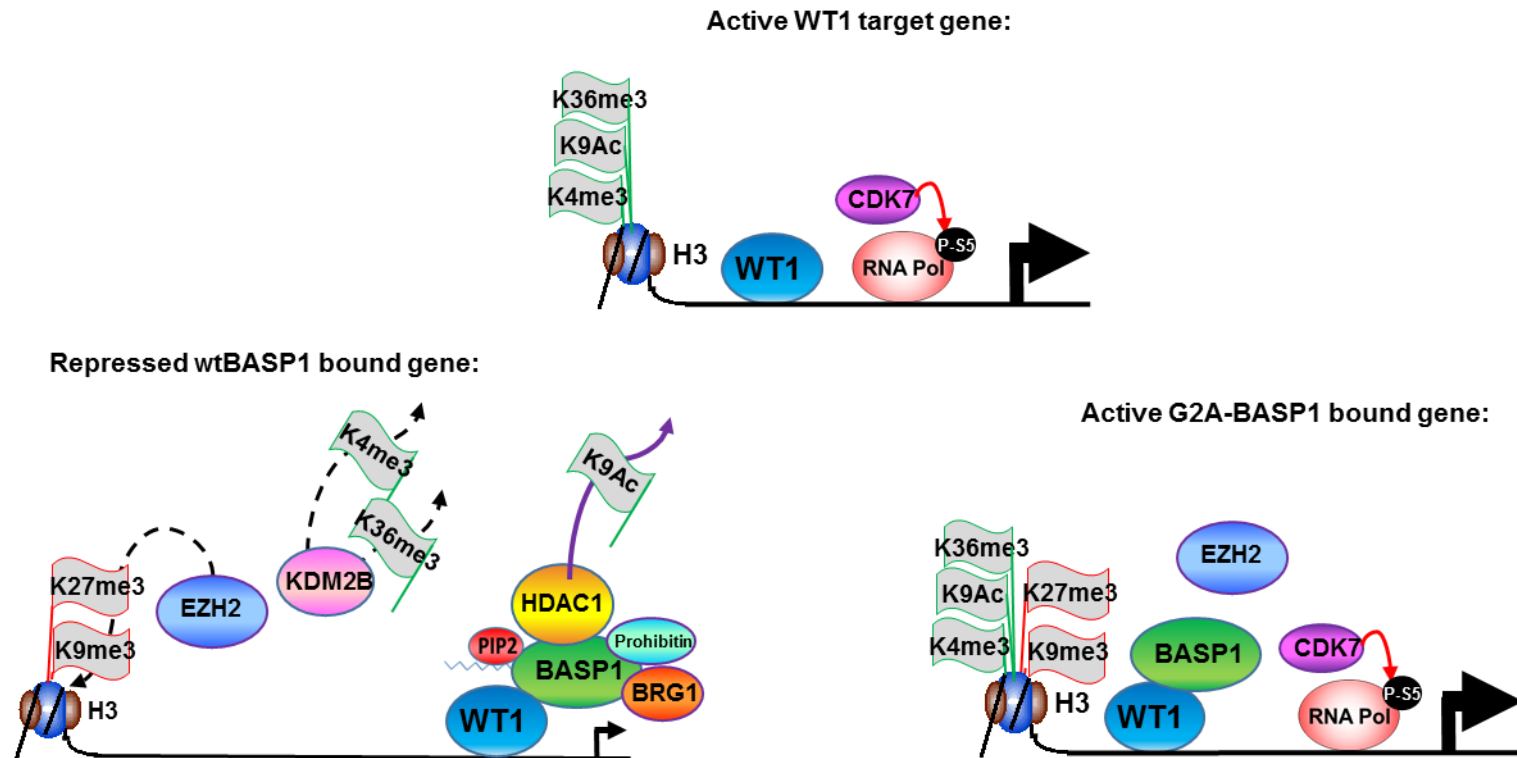 Active WT1 target gene:
K36me3
K9Ac
K4me3
H3
WT1
CDK7
RNA Pol
P-S5
Repressed wtBASP1 bound gene:
K4me3
K36me3
K9Ac
K27me3
K9me3
H3
EZH2
KDM2B
HDAC1
PIP2
Prohibitin
BASP1
BRG1
WT1
Active G2A-BASP1 bound gene:
K36me3
K9Ac
K4me3
K27me3
K9me3
H3
EZH2
BASP1
WT1
CDK7
RNA Pol
P-S5